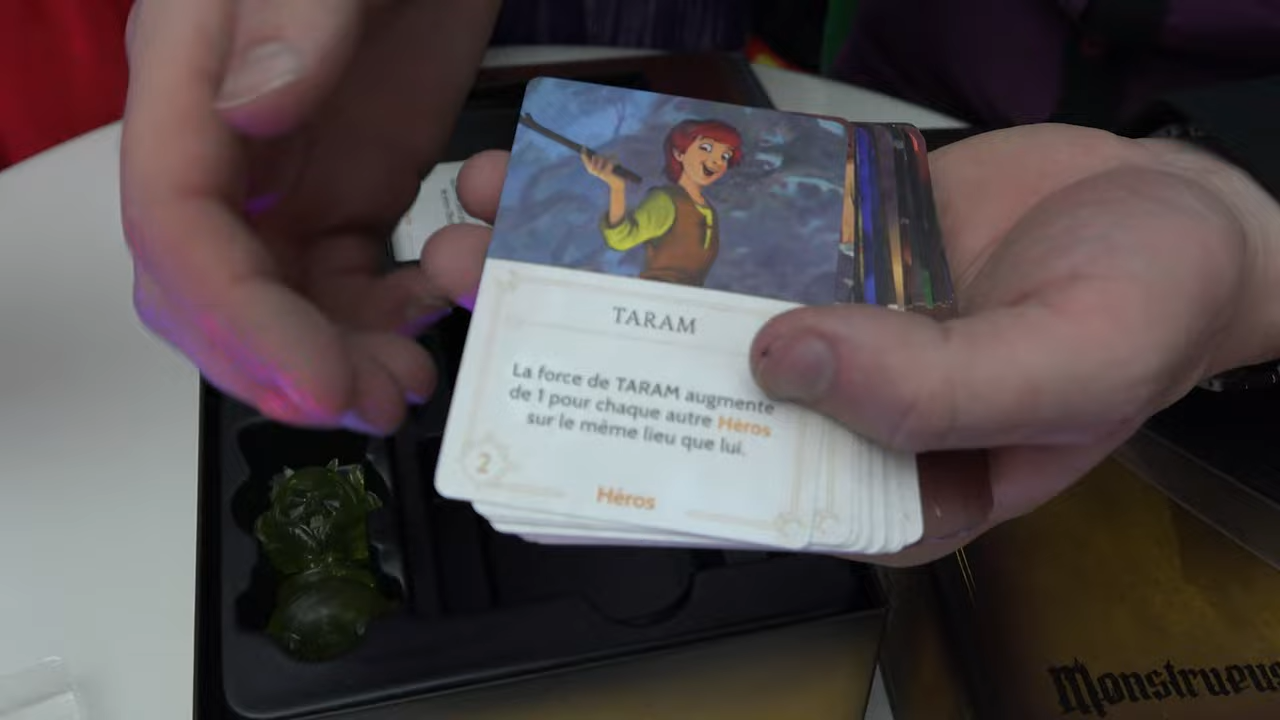 TARAM
La force de TARAM augmente
de 1 pour chaque autre Héros
sur le même lieu que lui.
2
Héros